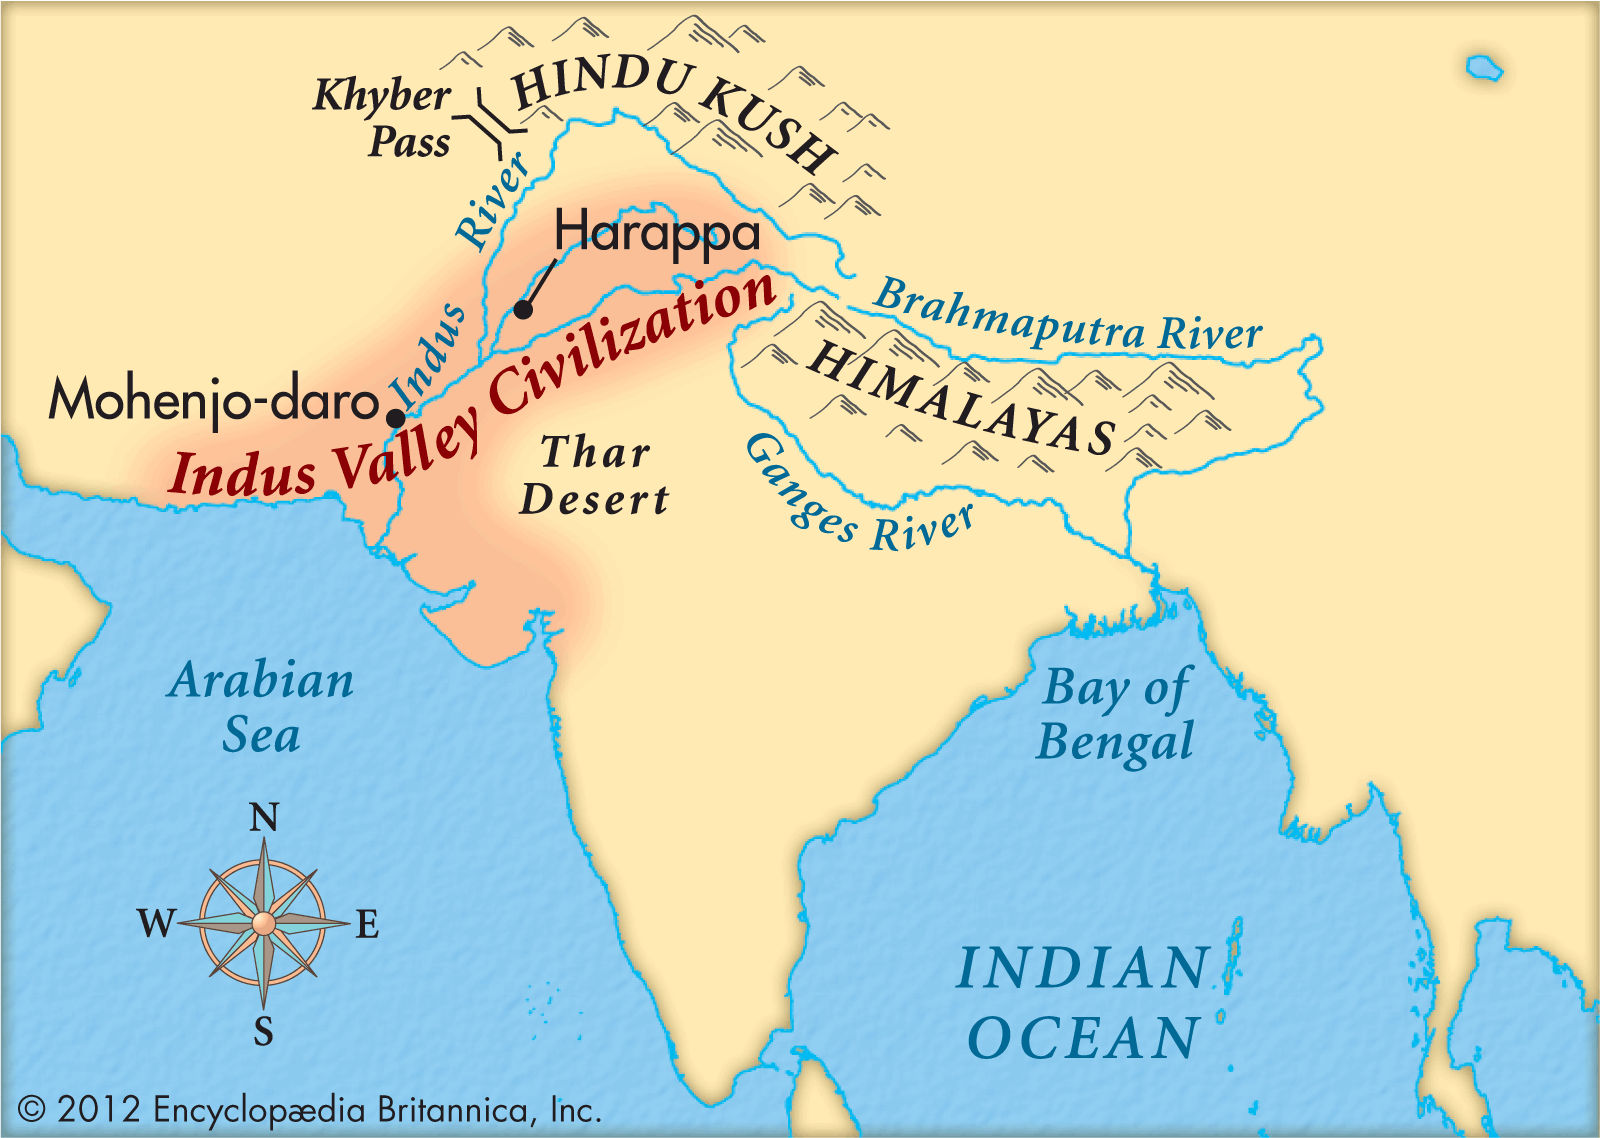 HINDU KUSH
Khyber
Pass
Indus River
Harappa
Brahmaputra River
HIMALAYAS
Mohenjo-daro
Indus Valley Civilization
Thar
Desert
Ganges River
Arabian
Sea
Bay of
Bengal
N
W
E
S
INDIAN
OCEAN
© 2012 Encyclopædia Britannica, Inc.